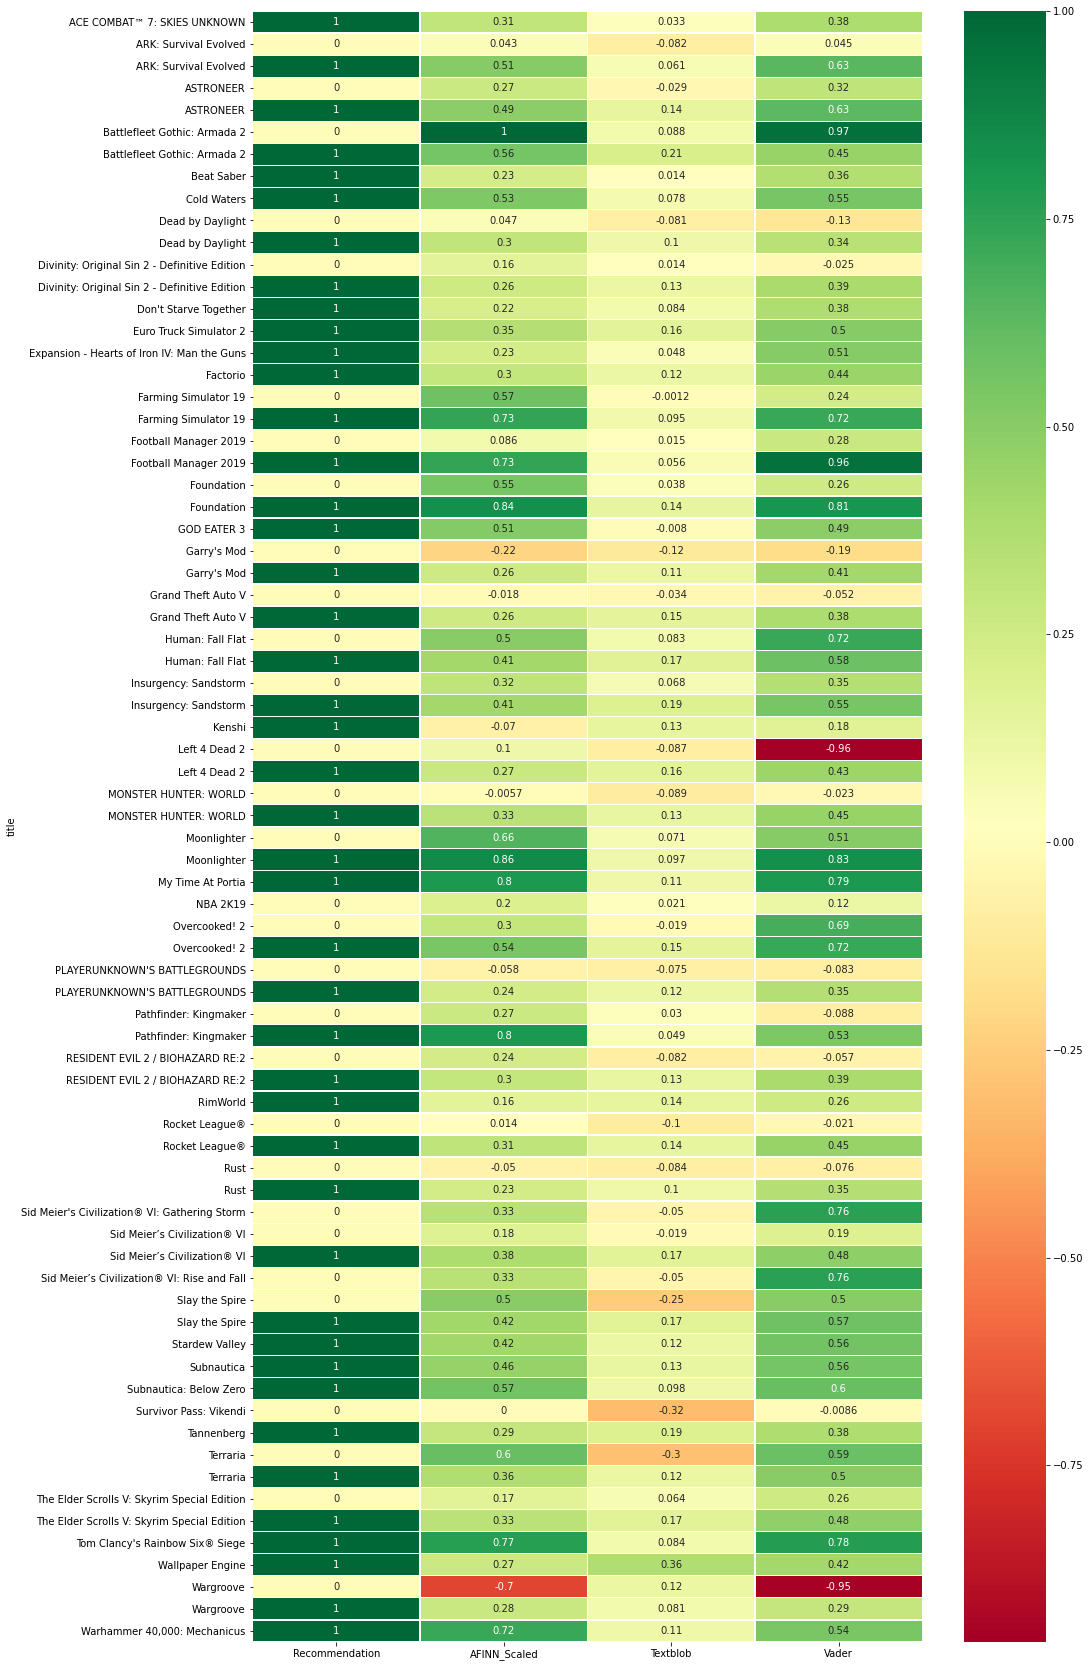 ACE COMBAT™ 7: SKIES UNKNOWN 1 0.31 0.033 0.38
ARK: Survival Evolved 0 0.043 -0.082 0.045
ARK: Survival Evolved 1 0.51 0.061 0.63
ASTRONEER 0 0.27 -0.029 0.32
ASTRONEER 1 0.49 0.14 0.63
Battlefleet Gothic: Armada 2 0 1 0.088 0.97
Battlefleet Gothic: Armada 2 1 0.56 0.21 0.45
Beat Saber 1 0.23 0.014 0.36
Cold Waters 1 0.53 0.078 0.55
Dead by Daylight 0 0.047 -0.081 -0.13
Dead by Daylight 1 0.3 0.1 0.34
Divinity: Original Sin 2 - Definitive Edition 0 0.16 0.014 -0.025
Divinity: Original Sin 2 - Definitive Edition 1 0.26 0.13 0.39
Don't Starve Together 1 0.22 0.084 0.38
Euro Truck Simulator 2 1 0.35 0.16 0.5
Expansion - Hearts of Iron IV: Man the Guns 1 0.23 0.048 0.51
Factorio 1 0.3 0.12 0.44
Farming Simulator 19 0 0.57 -0.0012 0.24
Farming Simulator 19 1 0.73 0.095 0.72
Football Manager 2019 0 0.086 0.015 0.28
Football Manager 2019 1 0.73 0.056 0.96
Foundation 0 0.55 0.038 0.26
Foundation 1 0.84 0.14 0.81
GOD EATER 3 1 0.51 -0.008 0.49
Garry's Mod 0 -0.22 -0.12 -0.19
Garry's Mod 1 0.26 0.11 0.41
Grand Theft Auto V 0 -0.018 -0.034 -0.052
Grand Theft Auto V 1 0.26 0.15 0.38
Human: Fall Flat 0 0.5 0.083 0.72
Human: Fall Flat 1 0.41 0.17 0.58
Insurgency: Sandstorm 0 0.32 0.068 0.35
Insurgency: Sandstorm 1 0.41 0.19 0.55
Kenshi 1 -0.07 0.13 0.18
Left 4 Dead 2 0 0.1 -0.087 -0.96
Left 4 Dead 2 1 0.27 0.16 0.43
MONSTER HUNTER: WORLD 0 -0.0057 -0.089 -0.023
MONSTER HUNTER: WORLD 1 0.33 0.13 0.45
Moonlighter 0 0.66 0.071 0.51
Moonlighter 1 0.86 0.097 0.83
My Time At Portia 1 0.8 0.11 0.79
NBA 2K19 0 0.2 0.021 0.12
Overcooked! 2 0 0.3 -0.019 0.69
Overcooked! 2 1 0.54 0.15 0.72
PLAYERUNKNOWN'S BATTLEGROUNDS 0 -0.058 -0.075 -0.083
PLAYERUNKNOWN'S BATTLEGROUNDS 1 0.24 0.12 0.35
Pathfinder: Kingmaker 0 0.27 0.03 -0.088
Pathfinder: Kingmaker 1 0.8 0.049 0.53
RESIDENT EVIL 2 / BIOHAZARD RE:2 0 0.24 -0.082 -0.057
RESIDENT EVIL 2 / BIOHAZARD RE:2 1 0.3 0.13 0.39
RimWorld 1 0.16 0.14 0.26
Rocket League® 0 0.014 -0.1 -0.021
Rocket League® 1 0.31 0.14 0.45
Rust 0 -0.05 -0.084 -0.076
Rust 1 0.23 0.1 0.35
Sid Meier's Civilization® VI: Gathering Storm 0 0.33 -0.05 0.76
Sid Meier’s Civilization® VI 0 0.18 -0.019 0.19
Sid Meier’s Civilization® VI 1 0.38 0.17 0.48
Sid Meier’s Civilization® VI: Rise and Fall 0 0.33 -0.05 0.76
Slay the Spire 0 0.5 -0.25 0.5
Slay the Spire 1 0.42 0.17 0.57
Stardew Valley 1 0.42 0.12 0.56
Subnautica 1 0.46 0.13 0.56
Subnautica: Below Zero 1 0.57 0.098 0.6
Survivor Pass: Vikendi 0 0 -0.32 -0.0086
Tannenberg 1 0.29 0.19 0.38
Terraria 0 0.6 -0.3 0.59
Terraria 1 0.36 0.12 0.5
The Elder Scrolls V: Skyrim Special Edition 0 0.17 0.064 0.26
The Elder Scrolls V: Skyrim Special Edition 1 0.33 0.17 0.48
Tom Clancy's Rainbow Six® Siege 1 0.77 0.084 0.78
Wallpaper Engine 1 0.27 0.36 0.42
Wargroove 0 -0.7 0.12 -0.95
Wargroove 1 0.28 0.081 0.29
Warhammer 40,000: Mechanicus 1 0.72 0.11 0.54
Recommendation AFINN_Scaled Textblob Vader
title
1.00
0.75
0.50
0.25
0.00
−0.25
−0.50
−0.75